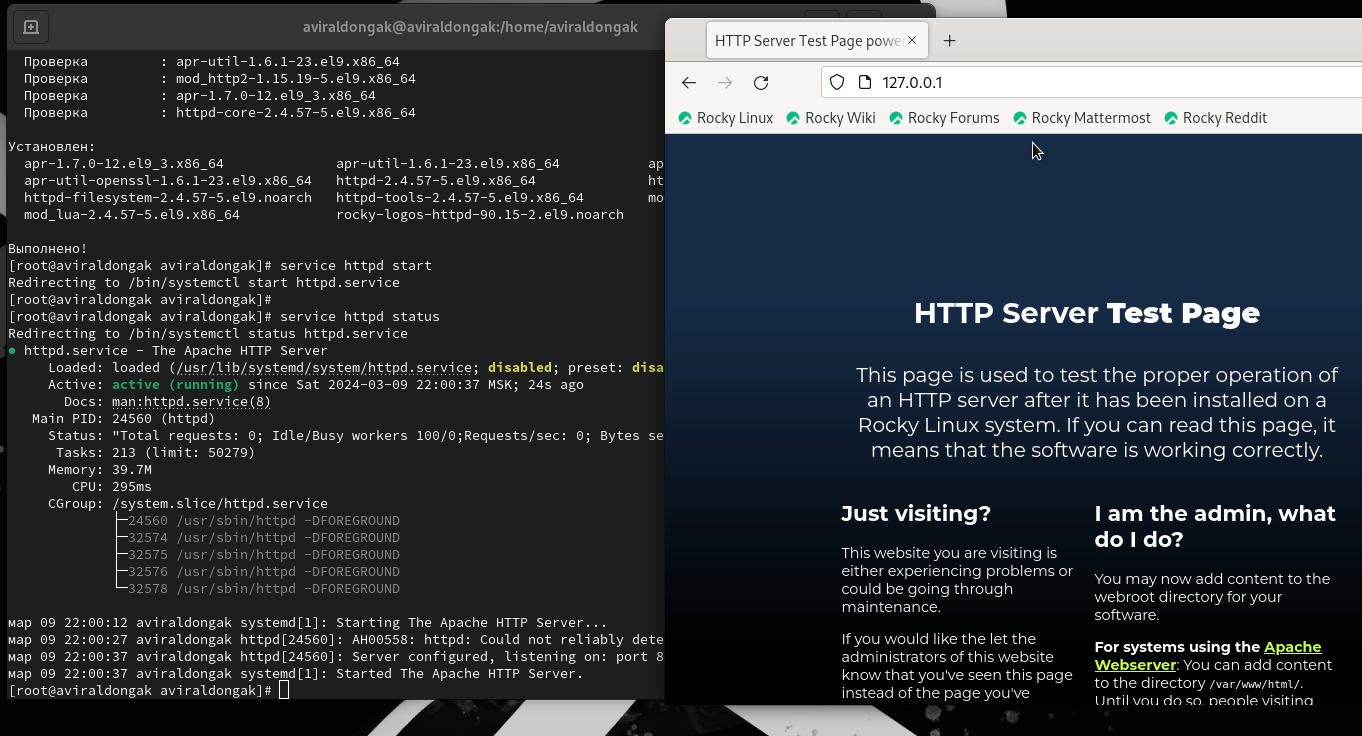 aviraldongak@aviraldongak:/home/aviraldongak
Проверка : apr-util-1.6.1-23.el9.x86_64
Проверка : mod_http2-1.15.19-5.el9.x86_64
Проверка : apr-1.7.0-12.el9_3.x86_64
Проверка : httpd-core-2.4.57-5.el9.x86_64
Установлен:
apr-1.7.0-12.el9_3.x86_64 apr-util-1.6.1-23.el9.x86_64 ap
apr-util-openssl-1.6.1-23.el9.x86_64 httpd-2.4.57-5.el9.x86_64 ht
httpd-filesystem-2.4.57-5.el9.noarch httpd-tools-2.4.57-5.el9.x86_64 mo
mod_lua-2.4.57-5.el9.x86_64 rocky-logos-httpd-90.15-2.el9.noarch
Выполнено!
[root@aviraldongak aviraldongak]# service httpd start
Redirecting to /bin/systemctl start httpd.service
[root@aviraldongak aviraldongak]#
[root@aviraldongak aviraldongak]# service httpd status
Redirecting to /bin/systemctl status httpd.service
● httpd.service - The Apache HTTP Server
Loaded: loaded (/usr/lib/systemd/system/httpd.service; disabled; preset: disa
Active: active (running) since Sat 2024-03-09 22:00:37 MSK; 24s ago
Docs: man:httpd.service(8)
Main PID: 24560 (httpd)
Status: "Total requests: 0; Idle/Busy workers 100/0;Requests/sec: 0; Bytes se
Tasks: 213 (limit: 50279)
Memory: 39.7M
CPU: 295ms
CGroup: /system.slice/httpd.service
├─24560 /usr/sbin/httpd -DFOREGROUND
├─32574 /usr/sbin/httpd -DFOREGROUND
├─32575 /usr/sbin/httpd -DFOREGROUND
├─32576 /usr/sbin/httpd -DFOREGROUND
└─32578 /usr/sbin/httpd -DFOREGROUND
мар 09 22:00:12 aviraldongak systemd[1]: Starting The Apache HTTP Server...
мар 09 22:00:27 aviraldongak httpd[24560]: AH00558: httpd: Could not reliably dete
мар 09 22:00:37 aviraldongak httpd[24560]: Server configured, listening on: port 8
мар 09 22:00:37 aviraldongak systemd[1]: Started The Apache HTTP Server.
[root@aviraldongak aviraldongak]#
HTTP Server Test Page powe
127.0.0.1
Rocky Linux Rocky Wiki Rocky Forums Rocky Mattermost Rocky Reddit
HTTP Server Test Page
This page is used to test the proper operation of
an HTTP server after it has been installed on a
Rocky Linux system. If you can read this page, it
means that the software is working correctly.
Just visiting?
This website you are visiting is
either experiencing problems or
could be going through
maintenance.
If you would like the let the
administrators of this website
know that you've seen this page
instead of the page you've
I am the admin, what
do I do?
You may now add content to the
webroot directory for your
software.
For systems using the Apache
Webserver: You can add content
to the directory /var/www/html/.
Until you do so, people visiting